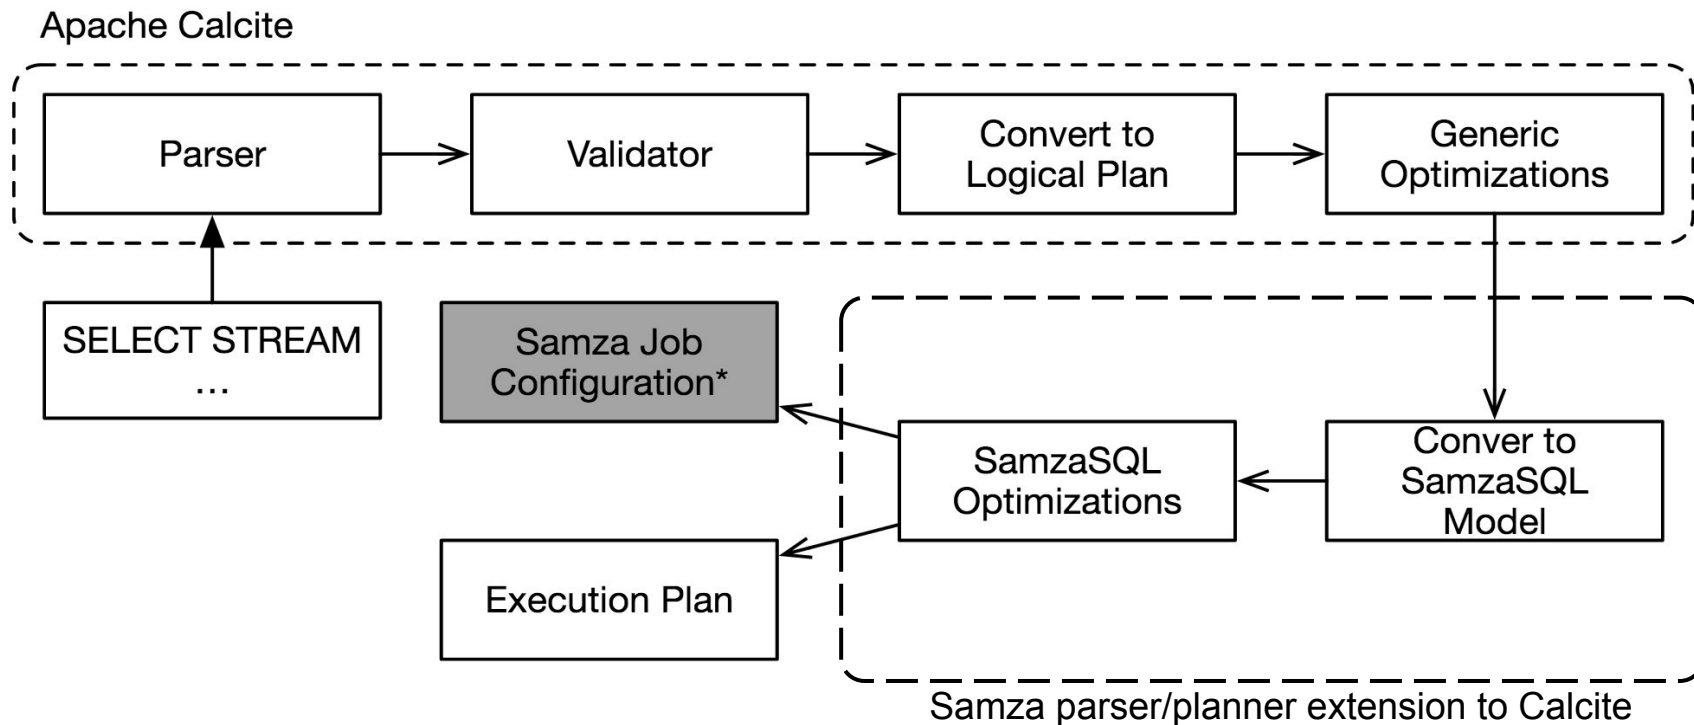 Apache Calcite
Parser
Validator
Convert to
Logical Plan
Generic
Optimizations
SELECT STREAM
...
Samza Job
Configuration*
SamzaSQL
Optimizations
Conver to
SamzaSQL
Model
Execution Plan
Samza parser/planner extension to Calcite